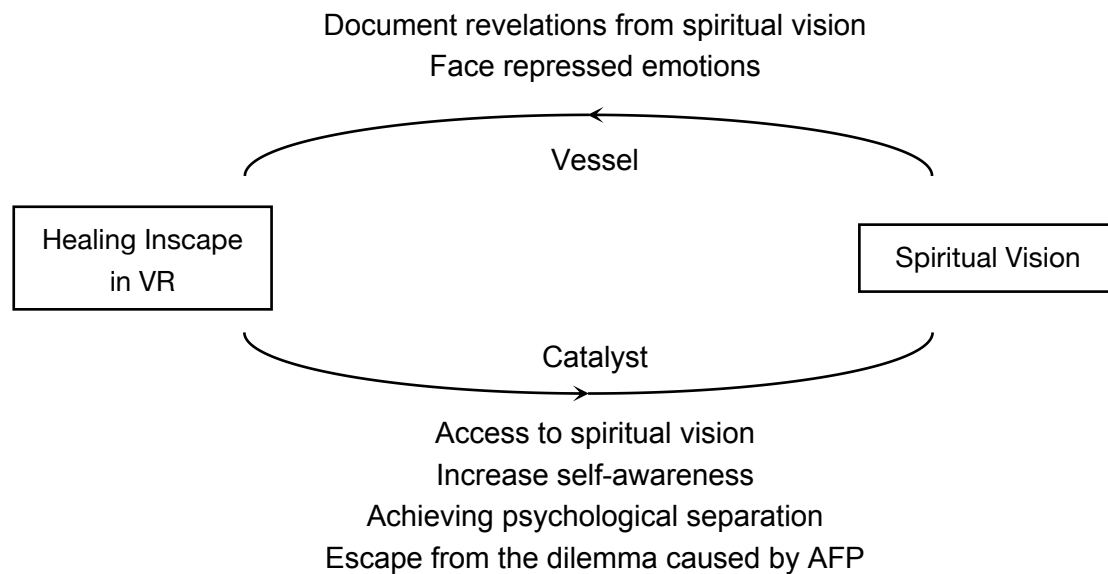 Document revelations from spiritual vision
Face repressed emotions
Vessel
Healing Inscape
in VR
Spiritual Vision
Catalyst
Access to spiritual vision
Increase self-awareness
Achieving psychological separation
Escape from the dilemma caused by AFP